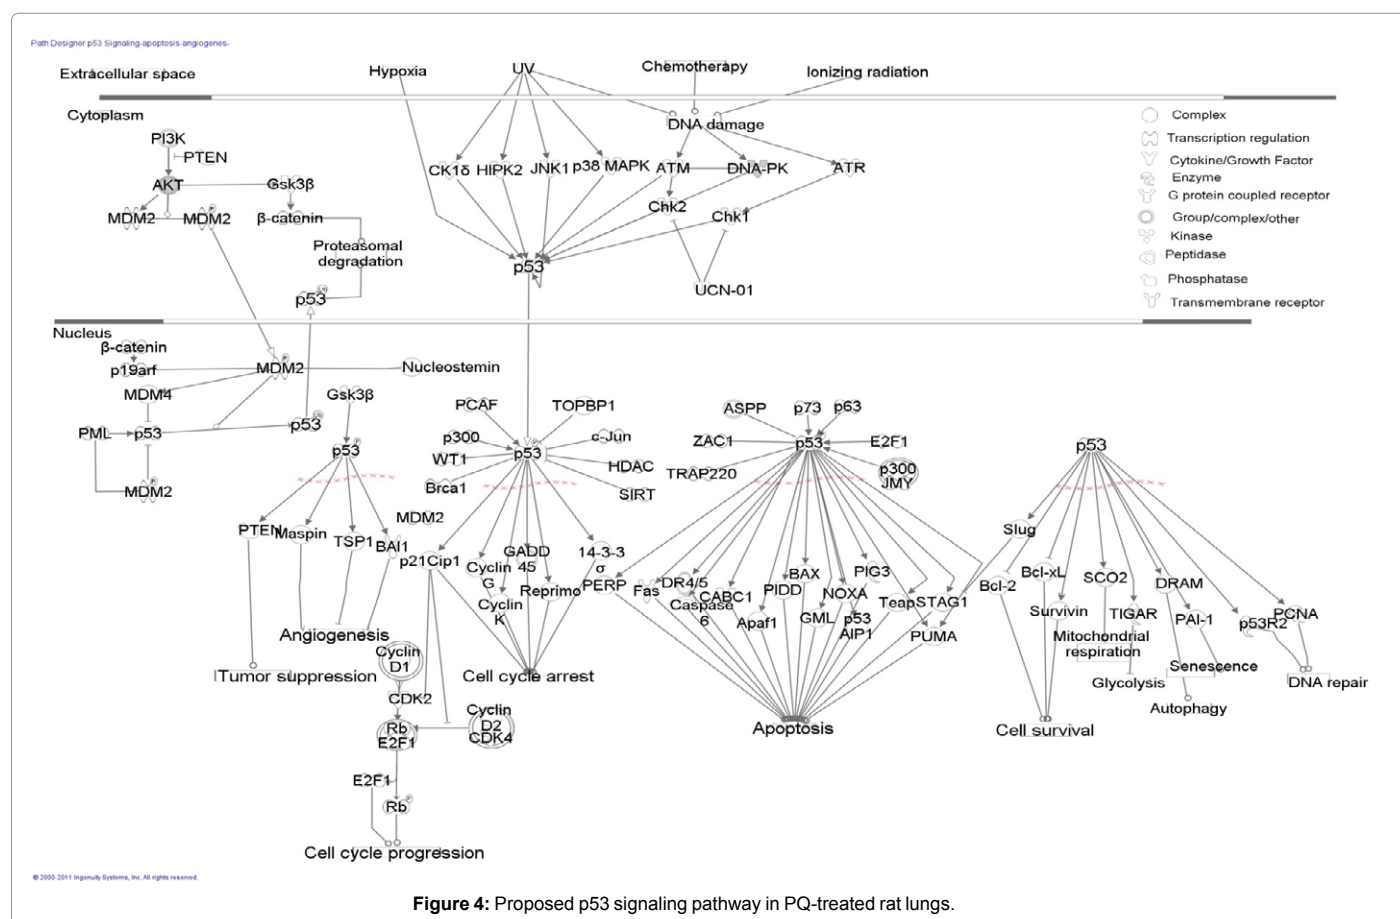 Path Designer p53 Signaling-apoptosis-angiogenes-
Extracellular space
Hypoxia
UV
Chemotherapy
Ionizing radiation
Cytoplasm
DNA damage
PI3K
PTEN
AKT
Gsk3β
MDM2
MDM2
β-catenin
Proteasomal
degradation
p53
CK1δ
HIPK2
JNK1
p38 MAPK
ATM
DNA-PK
ATR
Chk2
Chk1
p53
UCN-01
Complex
Transcription regulation
Cytokine/Growth Factor
Enzyme
G protein coupled receptor
Group/complex/other
Kinase
Peptidase
Phosphatase
Transmembrane receptor
Nucleus
β-catenin
p19arf
MDM2
Nucleostemin
MDM4
PML
p53
p53
MDM2
Gsk3β
p53
PTEN
Maspin
TSP1
BAI1
Angiogenesis
Tumor suppression
PCAF
TOPBP1
p300
c-Jun
WT1
p53
HDAC
Brca1
SIRT
MDM2
p21Cip1
Cyclin
G
Cyclin
K
GADD
45
Reprimo
14-3-3
σ
Cell cycle arrest
Cyclin
D1
CDK2
Rb
E2F1
Cyclin
D2
CDK4
E2F1
Rb
Cell cycle progression
ASPP
p73
p63
ZAC1
p53
E2F1
TRAP220
p300
JMY
PERP
Fas
DR4/5
Caspase
6
CABC1
Apaf1
PIDD
BAX
GML
NOXA
p53
AIP1
PIG3
Teap
STAG1
PUMA
Apoptosis
p53
Slug
Bcl-2
Bcl-xL
Survivin
SCO2
TIGAR
DRAM
PAI-1
p53R2
PCNA
Mitochondrial
respiration
Glycolysis
Senescence
Autophagy
DNA repair
Cell survival
© 2000-2011 Ingenuity Systems, Inc. All rights reserved.
Figure 4: Proposed p53 signaling pathway in PQ-treated rat lungs.